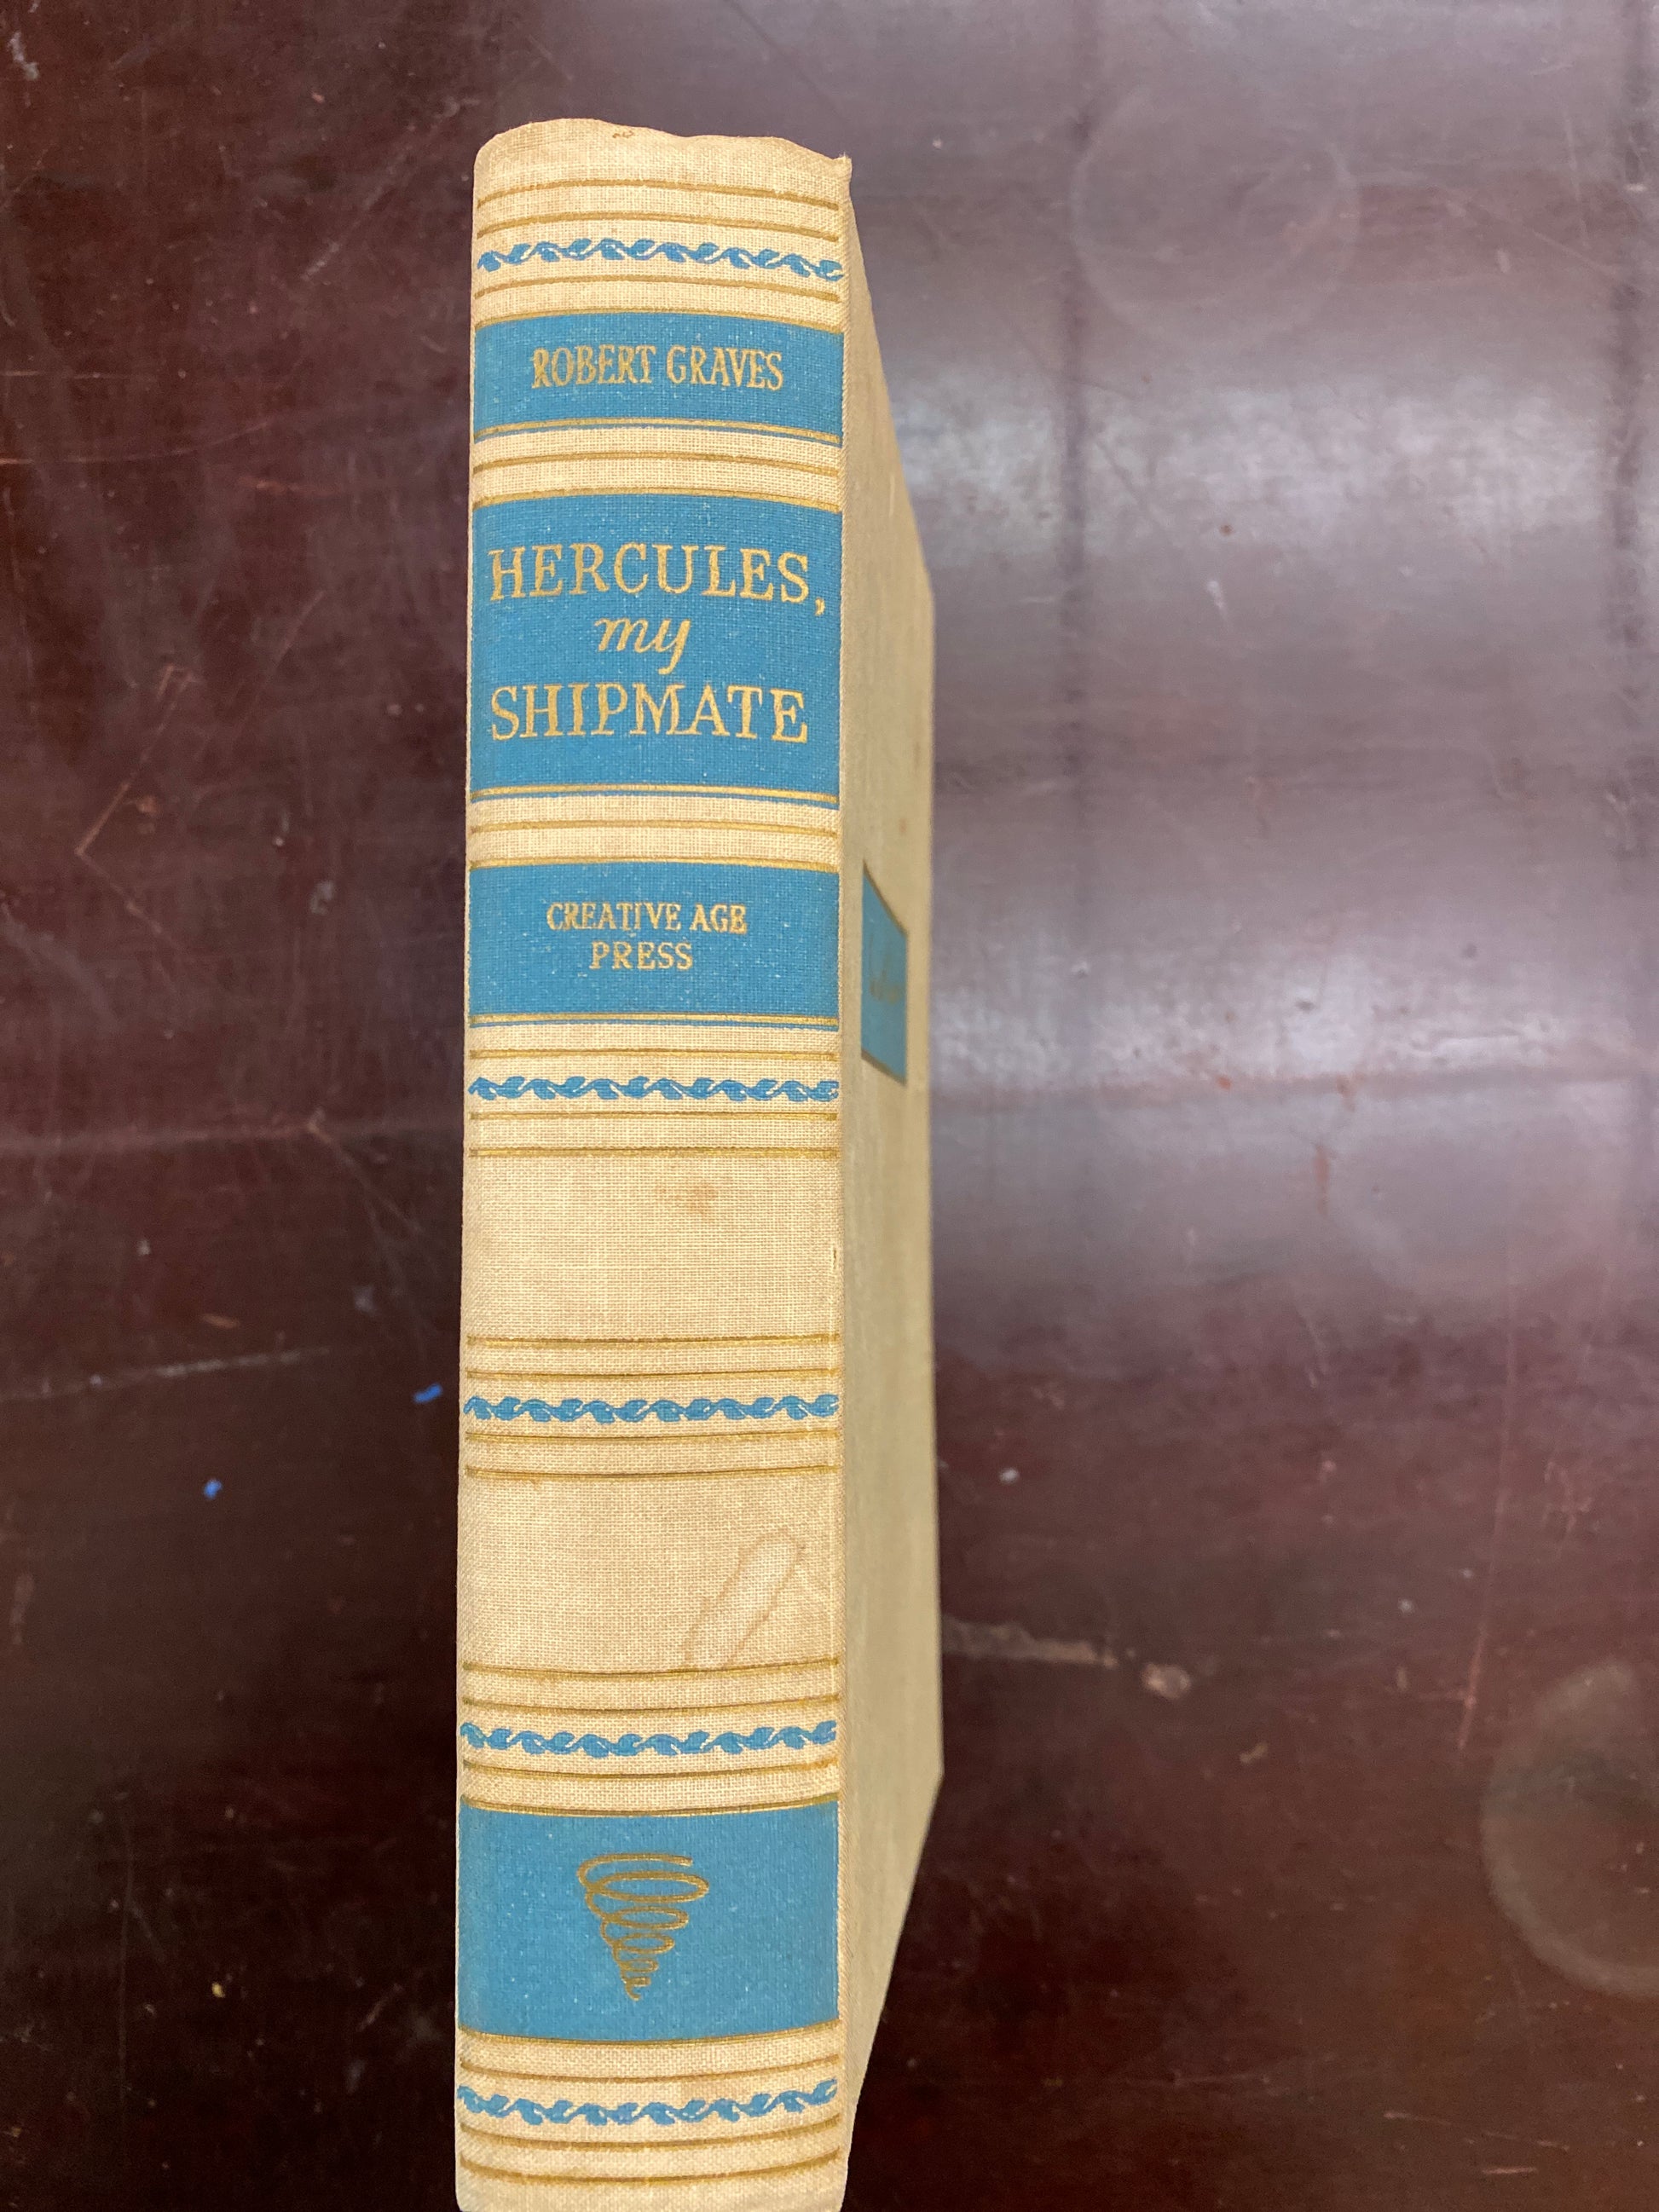 ROBERT GRAVES
HERCULES,
my
SHIPMATE
CREATIVE AGE
PRESS